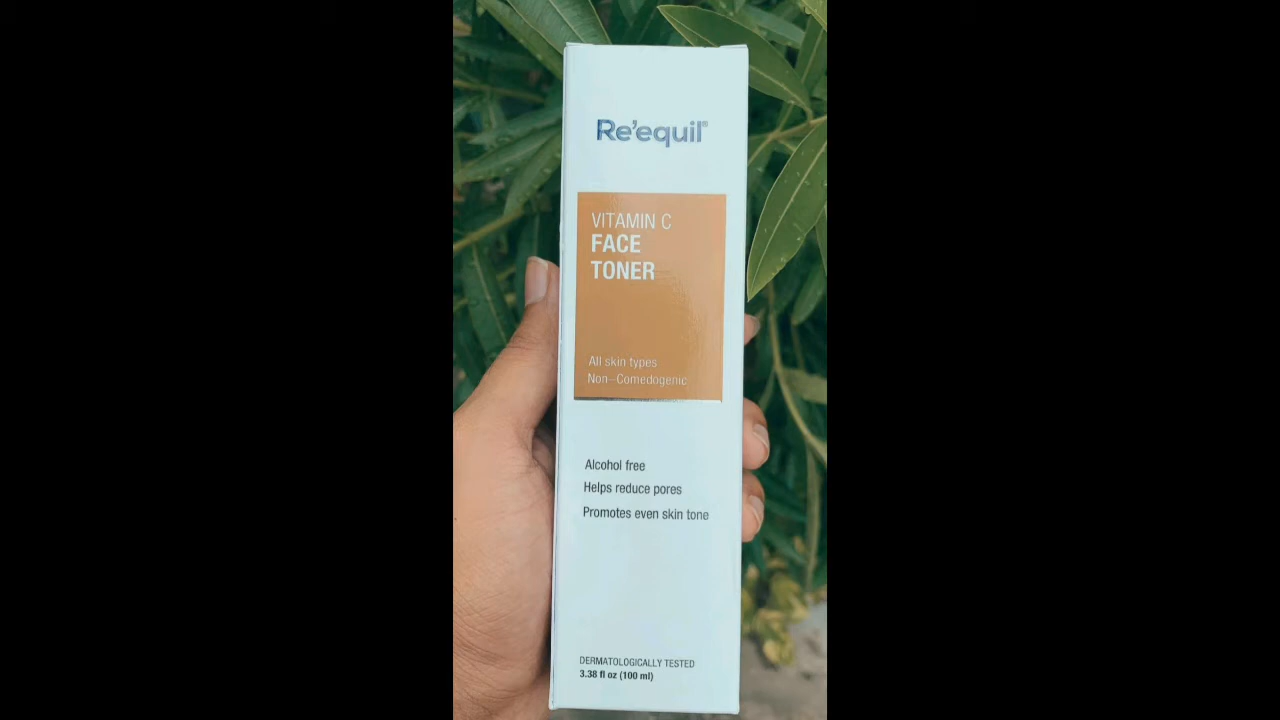 Re'equil®
VITAMIN C
FACE
TONER
All skin types
Non-Comedogenic
Alcohol free
Helps reduce pores
Promotes even skin tone
DERMATOLOGICALLY TESTED
3.38 fl oz (100 ml)